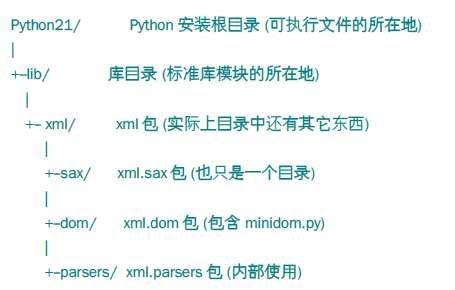 Python21/ Python 安装根目录 (可执行文件的所在地)
|
+--lib/ 库目录 (标准库模块的所在地)
|
+-- xml/ xml 包 (实际上目录中还有其它东西)
|
+--sax/ xml.sax 包 (也只是一个目录)
|
+--dom/ xml.dom 包 (包含 minidom.py)
|
+--parsers/ xml.parsers 包 (内部使用)